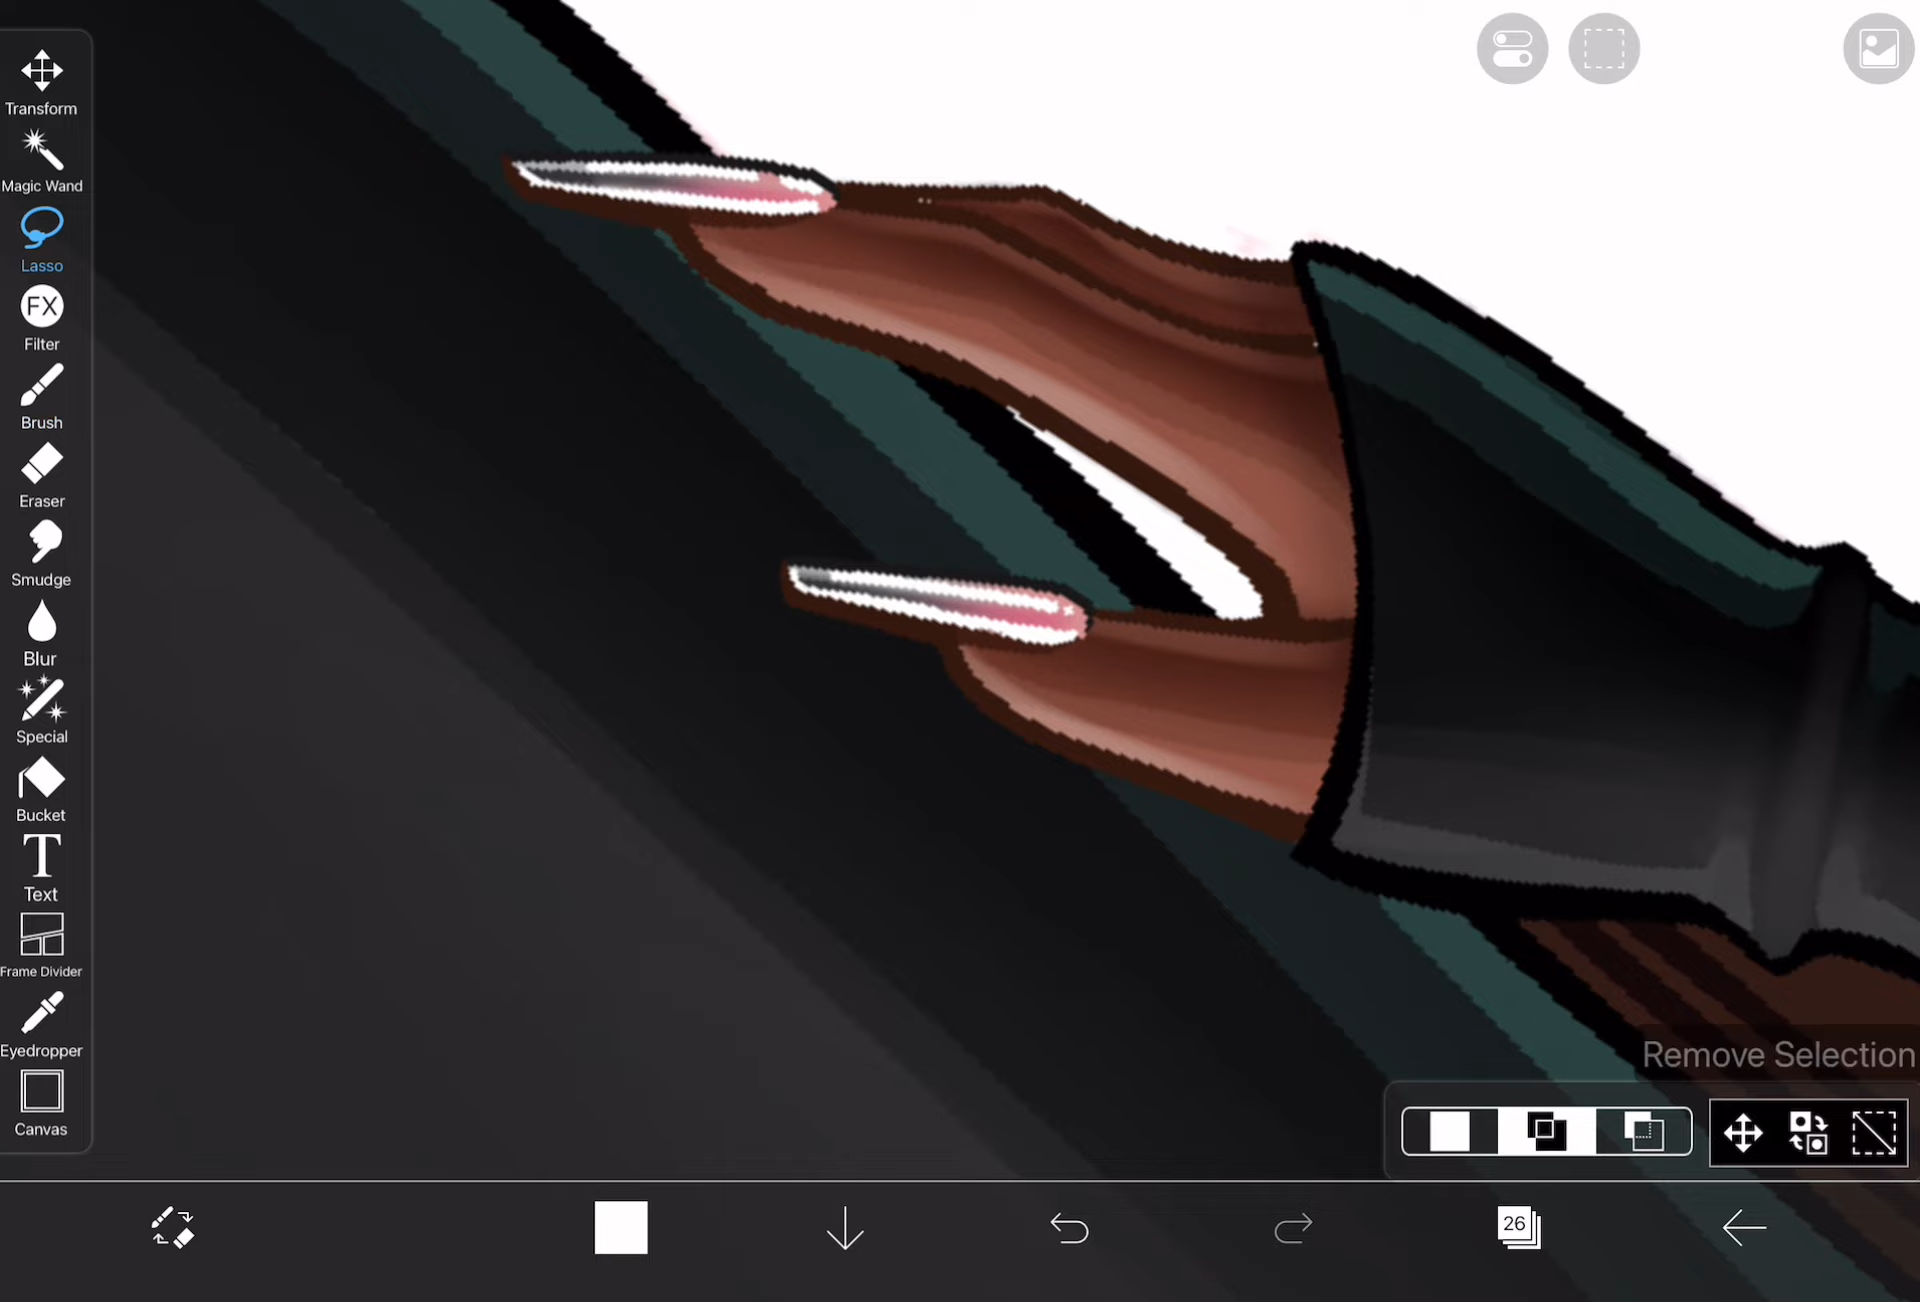 Transform
Magic Wand
Lasso
FX
Filter
Brush
Eraser
Smudge
Blur
Special
Bucket
T
Text
Frame Divider
Eyedropper
Canvas
Remove Selection
26